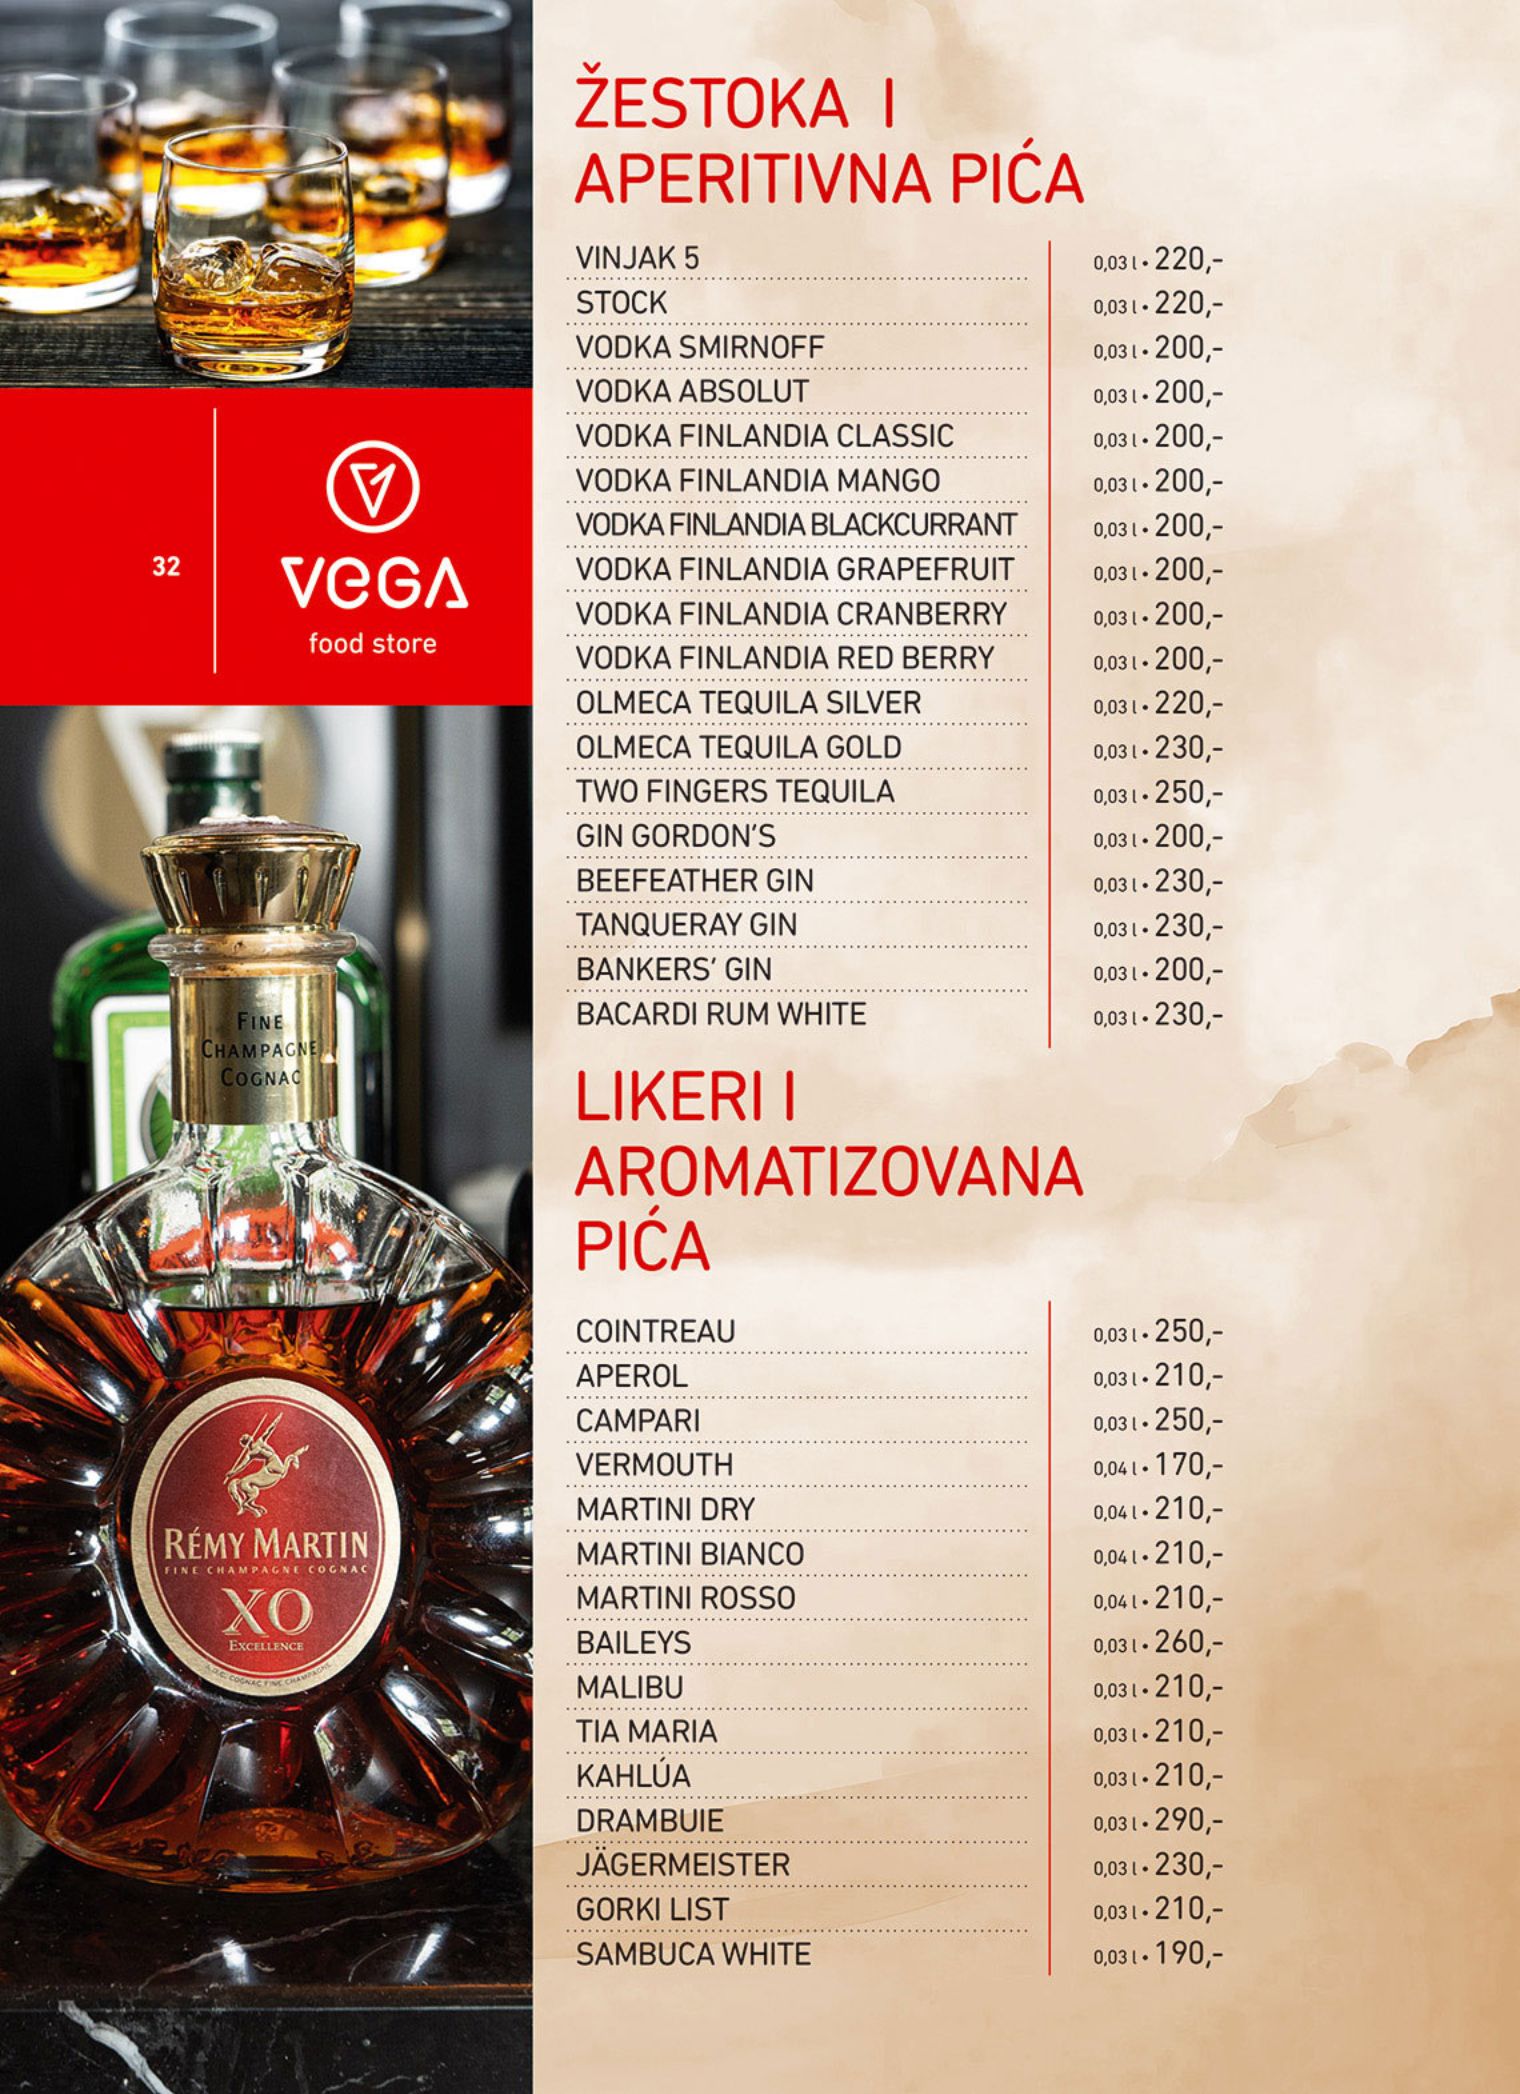 ŽESTOKA I
APERITIVNA PIĆA
VINJAK 5 0,03 l • 220,-
STOCK 0,03 l • 220,-
VODKA SMIRNOFF 0,03 l • 200,-
VODKA ABSOLUT 0,03 l • 200,-
VODKA FINLANDIA CLASSIC 0,03 l • 200,-
VODKA FINLANDIA MANGO 0,03 l • 200,-
VODKA FINLANDIA BLACKCURRANT 0,03 l • 200,-
VODKA FINLANDIA GRAPEFRUIT 0,03 l • 200,-
VODKA FINLANDIA CRANBERRY 0,03 l • 200,-
VODKA FINLANDIA RED BERRY 0,03 l • 200,-
OLMECA TEQUILA SILVER 0,03 l • 220,-
OLMECA TEQUILA GOLD 0,03 l • 230,-
TWO FINGERS TEQUILA 0,03 l • 250,-
GIN GORDON'S 0,03 l • 200,-
BEEFEATHER GIN 0,03 l • 230,-
TANQUERAY GIN 0,03 l • 230,-
BANKERS' GIN 0,03 l • 200,-
BACARDI RUM WHITE 0,03 l • 230,-
LIKERI I
AROMATIZOVANA
PIĆA
COINTREAU 0,03 l • 250,-
APEROL 0,03 l • 210,-
CAMPARI 0,03 l • 250,-
VERMOUTH 0,04 l • 170,-
MARTINI DRY 0,04 l • 210,-
MARTINI BIANCO 0,04 l • 210,-
MARTINI ROSSO 0,04 l • 210,-
BAILEYS 0,03 l • 260,-
MALIBU 0,03 l • 210,-
TIA MARIA 0,03 l • 210,-
KAHLÚA 0,03 l • 210,-
DRAMBUIE 0,03 l • 290,-
JÄGERMEISTER 0,03 l • 230,-
GORKI LIST 0,03 l • 210,-
SAMBUCA WHITE 0,03 l • 190,-
32
VEGA
food store
FINE
CHAMPAGNE
COGNAC
RÉMY MARTIN
FINE CHAMPAGNE COGNAC
XO
EXCELLENCE
A.O.C. COGNAC FINE CHAMPAGNE